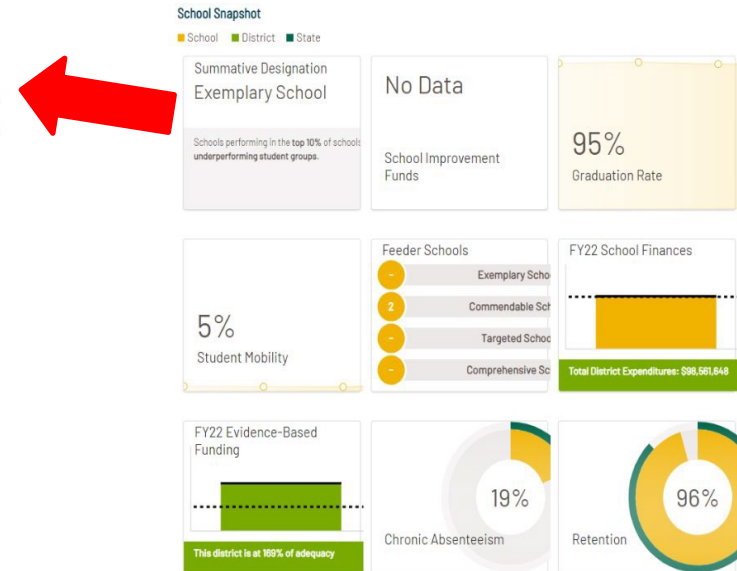 School Snapshot
School District State
Summative Designation
Exemplary School
Schools performing in the top 10% of schools
underperforming student groups.
No Data
School Improvement
Funds
95%
Graduation Rate
5%
Student Mobility
Feeder Schools
- Exemplary Schoo
2 Commendable Sch
- Targeted School
- Comprehensive Sc
FY22 School Finances
Total District Expenditures: $98,561,648
FY22 Evidence-Based
Funding
This district is at 169% of adequacy
19%
Chronic Absenteeism
96%
Retention